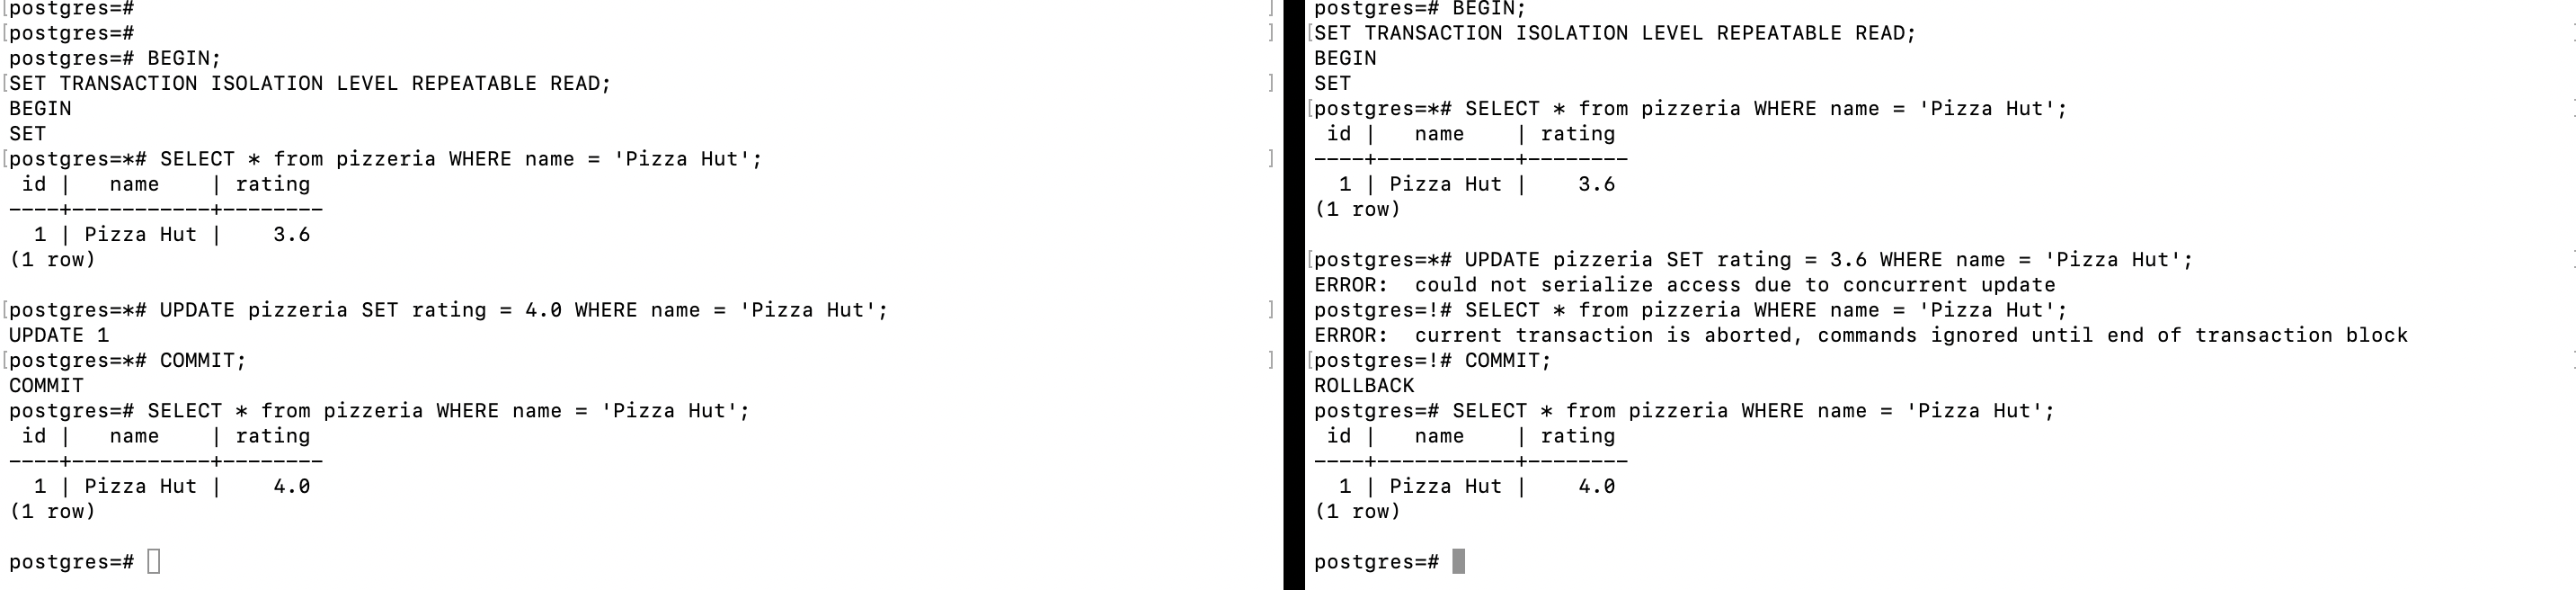 [postgres=# ]
[postgres=# ]
postgres=# BEGIN;
[SET TRANSACTION ISOLATION LEVEL REPEATABLE READ; ]
BEGIN
SET
[postgres=*# SELECT * from pizzeria WHERE name = 'Pizza Hut'; ]
 id |   name    | rating
----+-----------+--------
  1 | Pizza Hut |    3.6
(1 row)

[postgres=*# UPDATE pizzeria SET rating = 4.0 WHERE name = 'Pizza Hut'; ]
UPDATE 1
[postgres=*# COMMIT; ]
COMMIT
postgres=# SELECT * from pizzeria WHERE name = 'Pizza Hut';
 id |   name    | rating
----+-----------+--------
  1 | Pizza Hut |    4.0
(1 row)

postgres=#
postgres=# BEGIN;
[SET TRANSACTION ISOLATION LEVEL REPEATABLE READ;
BEGIN
SET
[postgres=*# SELECT * from pizzeria WHERE name = 'Pizza Hut';
 id |   name    | rating
----+-----------+--------
  1 | Pizza Hut |    3.6
(1 row)

[postgres=*# UPDATE pizzeria SET rating = 3.6 WHERE name = 'Pizza Hut';
ERROR:  could not serialize access due to concurrent update
postgres=!# SELECT * from pizzeria WHERE name = 'Pizza Hut';
ERROR:  current transaction is aborted, commands ignored until end of transaction block
[postgres=!# COMMIT;
ROLLBACK
postgres=# SELECT * from pizzeria WHERE name = 'Pizza Hut';
 id |   name    | rating
----+-----------+--------
  1 | Pizza Hut |    4.0
(1 row)

postgres=#